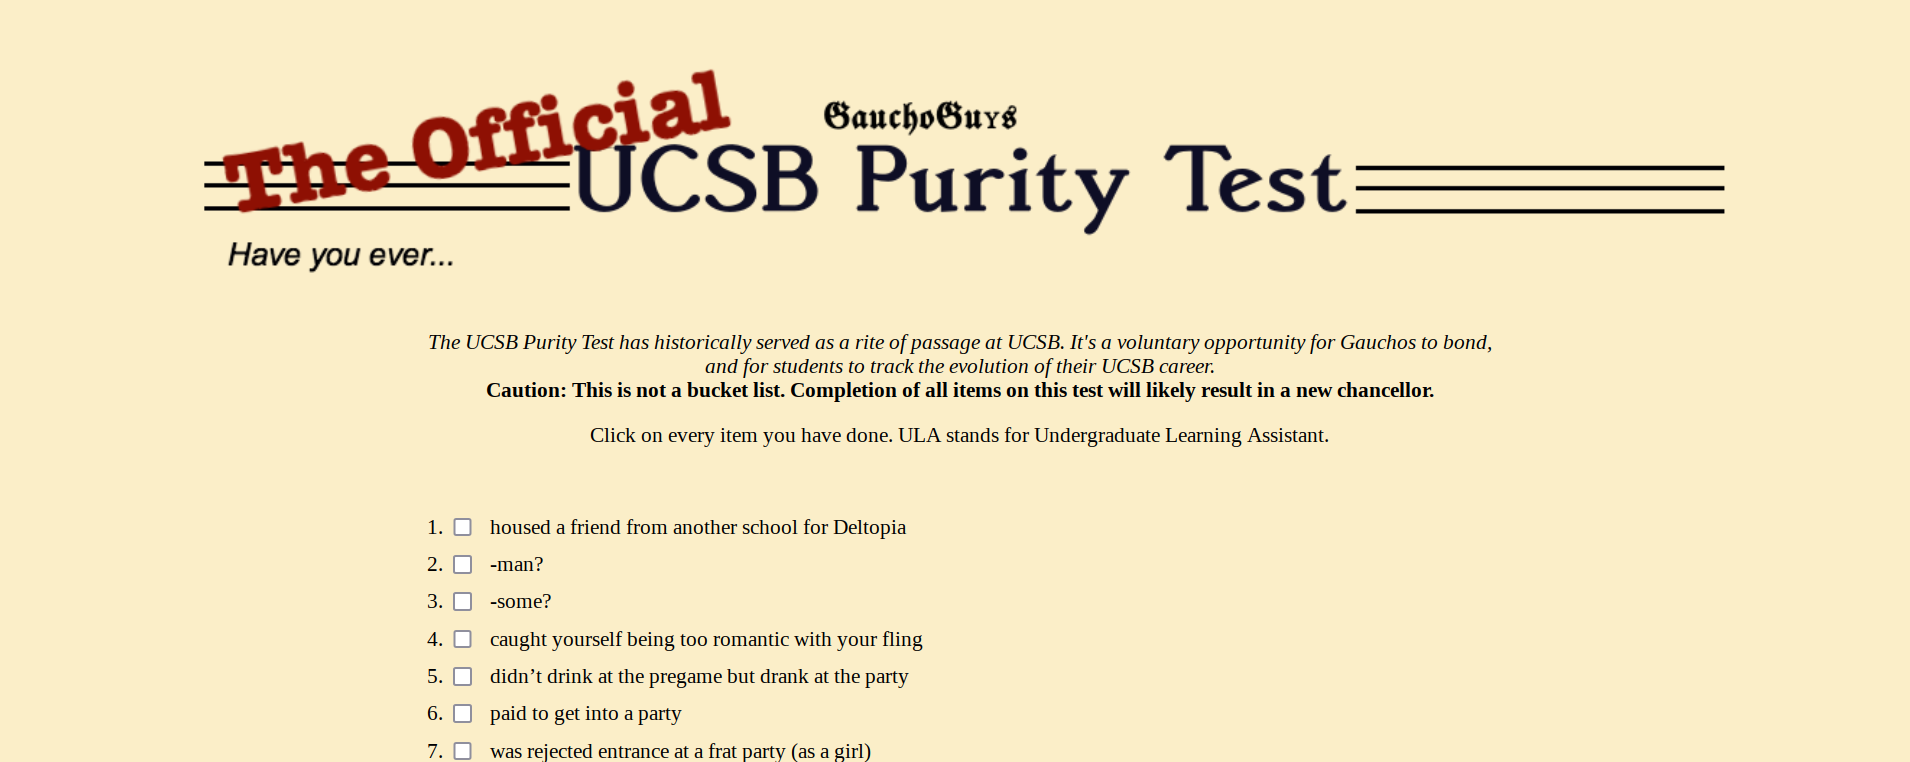 The Official
GauchoGuYs
UCSB Purity Test
Have you ever...
The UCSB Purity Test has historically served as a rite of passage at UCSB. It's a voluntary opportunity for Gauchos to bond,
and for students to track the evolution of their UCSB career.
Caution: This is not a bucket list. Completion of all items on this test will likely result in a new chancellor.
Click on every item you have done. ULA stands for Undergraduate Learning Assistant.
1. housed a friend from another school for Deltopia
2. -man?
3. -some?
4. caught yourself being too romantic with your fling
5. didn’t drink at the pregame but drank at the party
6. paid to get into a party
7. was rejected entrance at a frat party (as a girl)